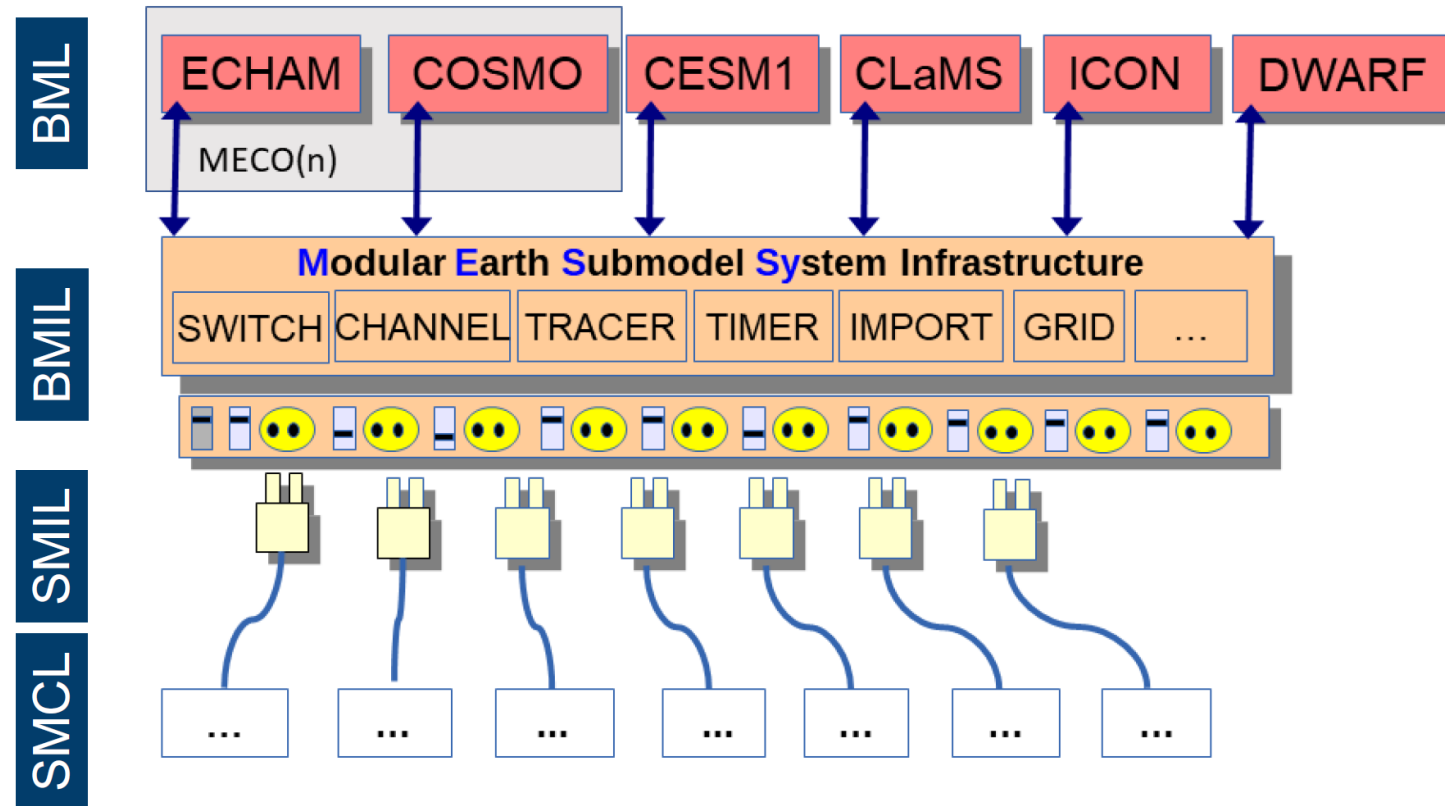 BML
ECHAM
COSMO
CESM1
CLaMS
ICON
DWARF
MECO(n)
BMIL
Modular Earth Submodel System Infrastructure
SWITCH
CHANNEL
TRACER
TIMER
IMPORT
GRID
...
SMIL
SMCL
...
...
...
...
...
...
...